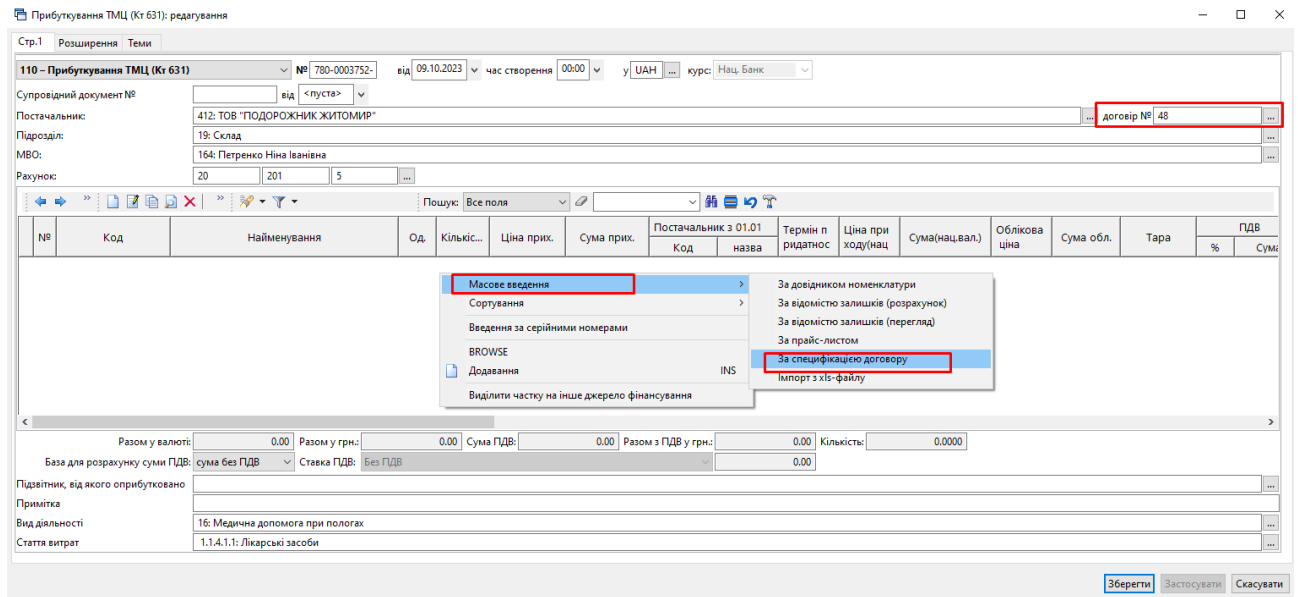 Прибуткування ТМЦ (Кт 631): редагування
Стр.1 Розширення Теми
110 – Прибуткування ТМЦ (Кт 631) № 780-0003752- від 09.10.2023 час створення 00:00 у UAH ... курс: Нац. Банк
Супровідний документ № від <пуста>
Постачальник: 412: ТОВ "ПОДОРОЖНИК ЖИТОМИР" ... договір № 48 ...
Підрозділ: 19: Склад ...
МВО: 164: Петренко Ніна Іванівна ...
Рахунок: 20 201 5 ...
Пошук: Все поля
№ Код Найменування Од. Кількіс... Ціна прих. Сума прих. Постачальник з 01.01 Термін п Ціна при Сума(нац.вал.) Облікова Сума обл. Тара ПДВ
Код назва ридатнос ходу(нац ціна % Сума
Масове введення
Сортування
Введення за серійними номерами
BROWSE
Додавання INS
Виділити частку на інше джерело фінансування
За довідником номенклатури
За відомістю залишків (розрахунок)
За відомістю залишків (перегляд)
За прайс-листом
За специфікацією договору
Імпорт з xls-файлу
Разом у валюті: 0.00 Разом у грн.: 0.00 Сума ПДВ: 0.00 Разом з ПДВ у грн.: 0.00 Кількість: 0.0000
База для розрахунку суми ПДВ: сума без ПДВ Ставка ПДВ: Без ПДВ 0.00
Підзвітник, від якого оприбутковано ...
Примітка
Вид діяльності 16: Медична допомога при пологах ...
Стаття витрат 1.1.4.1.1: Лікарські засоби ...
Зберегти Застосувати Скасувати